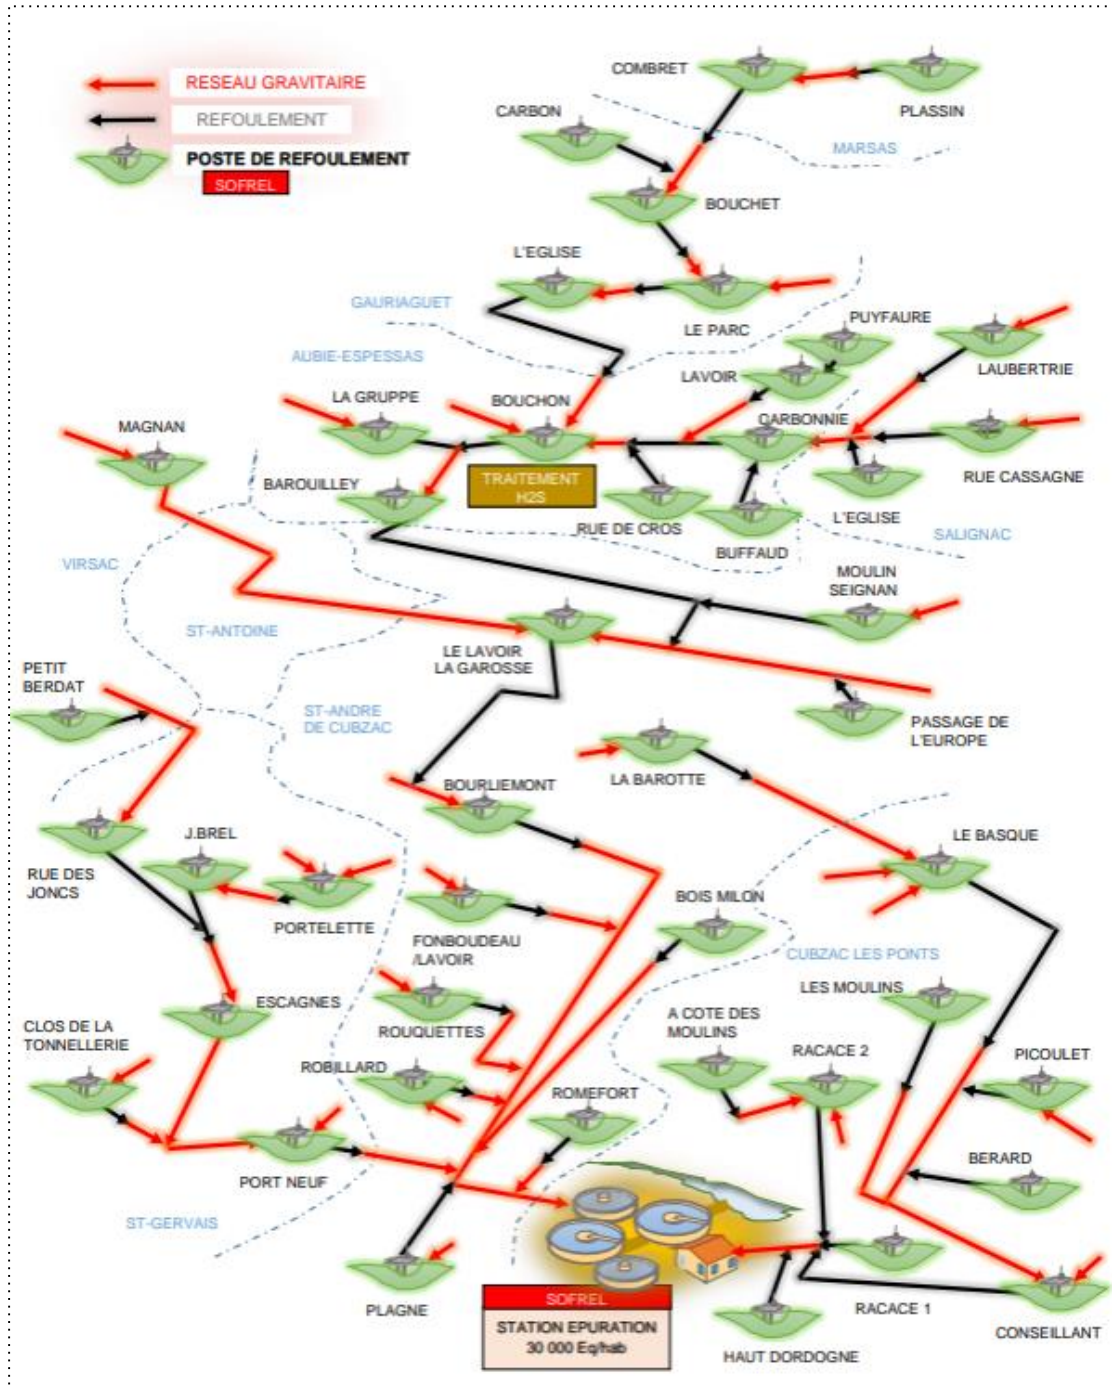 RESEAU GRAVITAIRE
REFOULEMENT
POSTE DE REFOULEMENT
SOFREL
COMBRET
PLASSIN
CARBON
MARSAS
BOUCHET
L'EGLISE
GAURIAGUET
LE PARC
PUYFAURE
AUBIE-ESPESSAS
LAVOIR
LAUBERTRIE
LA GRUPPE
BOUCHON
CARBONNIE
MAGNAN
BAROUILLEY
TRAITEMENT
H2S
RUE CASSAGNE
RUE DE CROS
L'EGLISE
BUFFAUD
SALIGNAC
VIRSAC
MOULIN
SEIGNAN
ST-ANTOINE
LE LAVOIR
LA GAROSSE
PETIT
BERDAT
ST-ANDRE
DE CUBZAC
PASSAGE DE
L'EUROPE
LA BAROTTE
BOURLIEMONT
J.BREL
LE BASQUE
RUE DES
JONCS
PORTELETTE
BOIS MILON
FONBOUDEAU
/LAVOIR
CUBZAC LES PONTS
LES MOULINS
ESCAGNES
CLOS DE LA
TONNELLERIE
ROUQUETTES
A COTE DES
MOULINS
RACACE 2
PICOULET
ROBILLARD
ROMEFORT
BERARD
PORT NEUF
ST-GERVAIS
PLAGNE
SOFREL
STATION EPURATION
30 000 Eq/hab
RACACE 1
CONSEILLANT
HAUT DORDOGNE